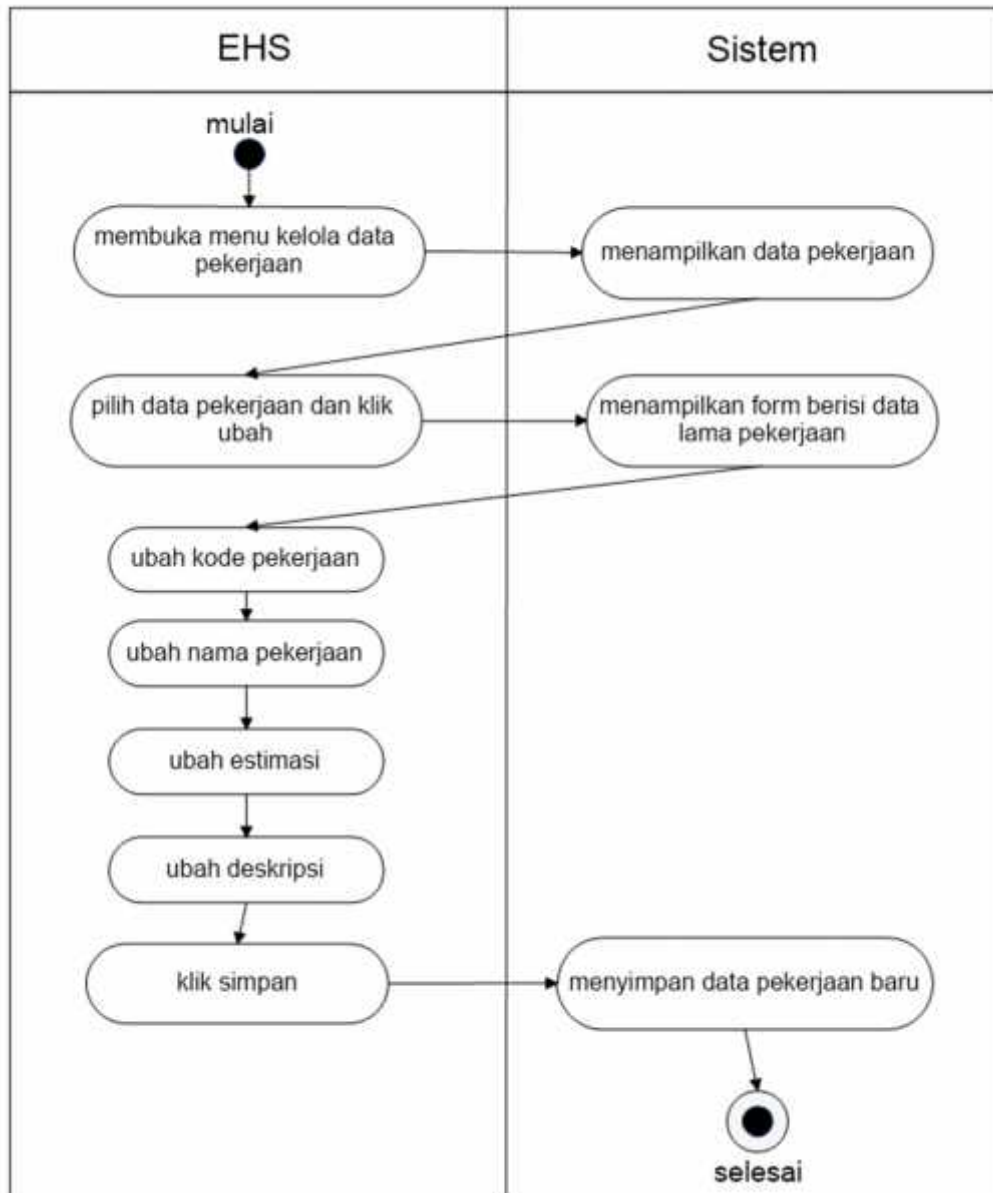 EHS
Sistem
mulai
membuka menu kelola data
pekerjaan
menampilkan data pekerjaan
pilih data pekerjaan dan klik
ubah
menampilkan form berisi data
lama pekerjaan
ubah kode pekerjaan
ubah nama pekerjaan
ubah estimasi
ubah deskripsi
klik simpan
menyimpan data pekerjaan baru
selesai